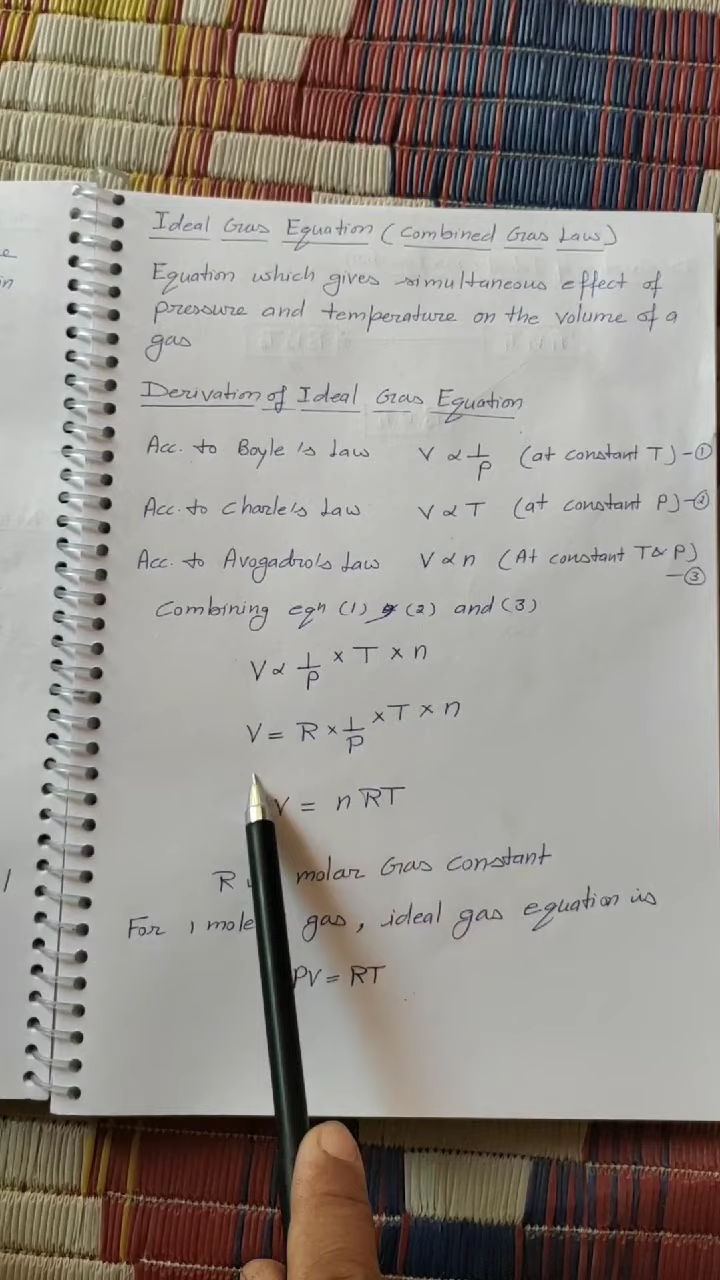 Ideal Gas Equation (Combined Gas Law)
Equation which gives simultaneous effect of
pressure and temperature on the volume of a
gas
Derivation of Ideal Gas Equation
Acc. to Boyle's Law V ∝ 1/P (at constant T) -①
Acc. to Charle's Law V ∝ T (at constant P) -②
Acc. to Avogadro's Law V ∝ n (At constant T & P)
-③
Combining eqn (1), (2) and (3)
V ∝ 1/P × T × n
V = R × 1/P × T × n
V = nRT
R molar Gas constant
For 1 mole gas, ideal gas equation is
PV = RT